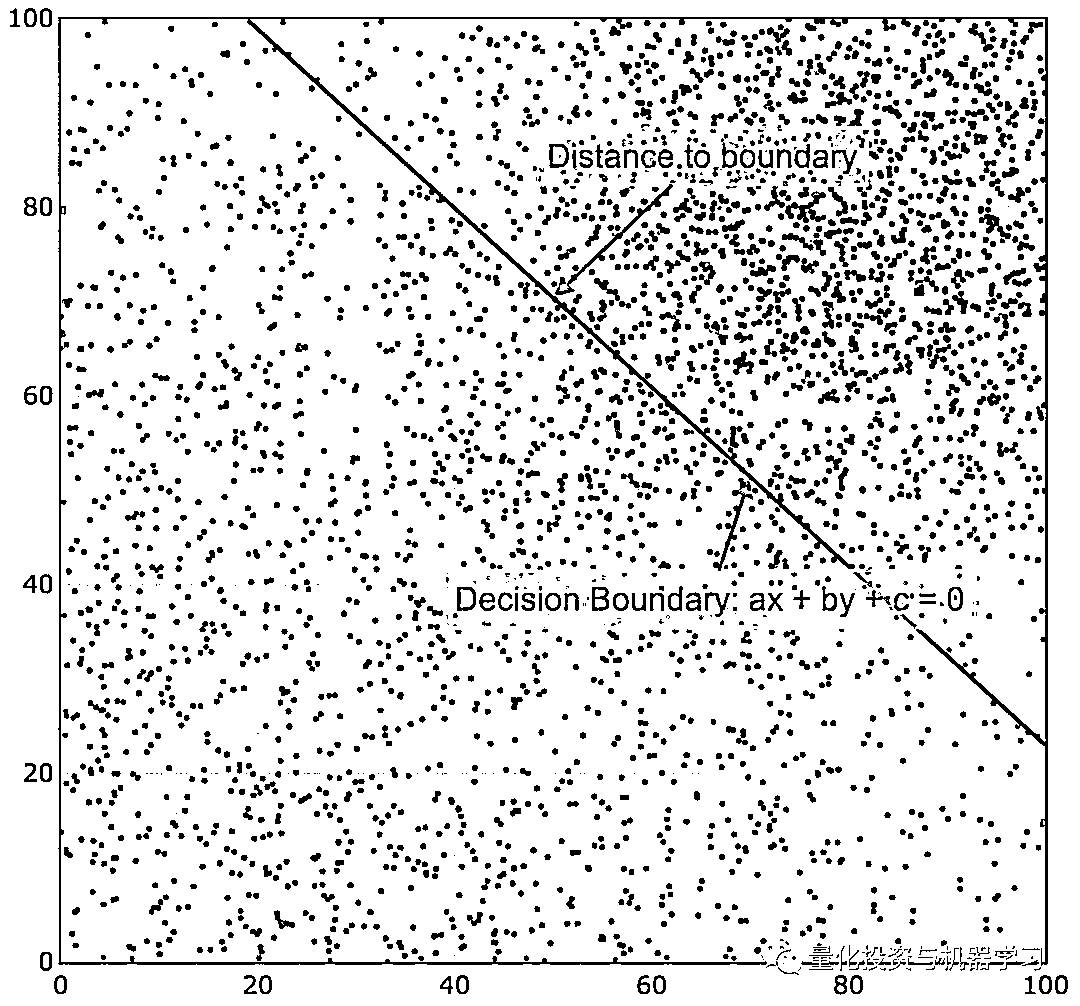 100
80
60
40
20
0
Distance to boundary
Decision Boundary: ax + by + c = 0
量化投资与机器学习
0 20 40 60 80 100